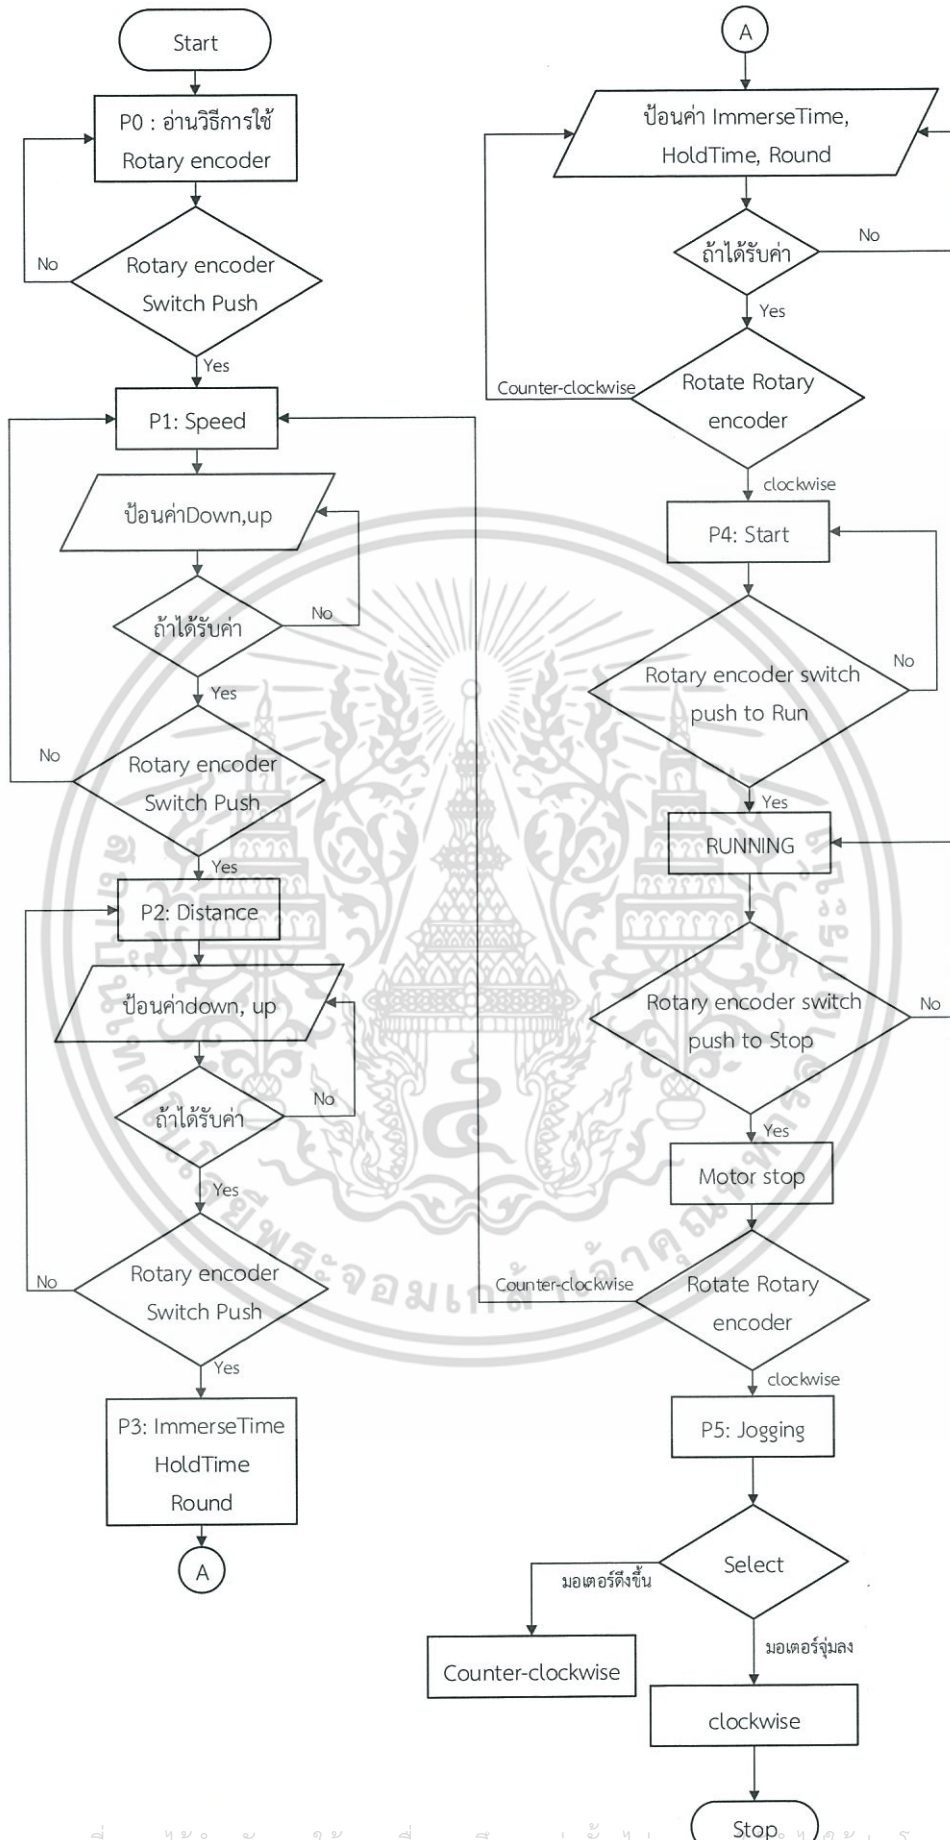 Start
P0 : อ่านวิธีการใช้
Rotary encoder
No
Rotary encoder
Switch Push
Yes
P1: Speed
ป้อนค่าDown,up
ถ้าได้รับค่า
No
Yes
No
Rotary encoder
Switch Push
Yes
P2: Distance
ป้อนค่าdown, up
ถ้าได้รับค่า
No
Yes
No
Rotary encoder
Switch Push
Yes
P3: ImmerseTime
HoldTime
Round
A
A
ป้อนค่า ImmerseTime,
HoldTime, Round
ถ้าได้รับค่า
No
Yes
Counter-clockwise
Rotate Rotary
encoder
clockwise
P4: Start
Rotary encoder switch
push to Run
No
Yes
RUNNING
Rotary encoder switch
push to Stop
No
Yes
Motor stop
Counter-clockwise
Rotate Rotary
encoder
clockwise
P5: Jogging
Select
มอเตอร์ดึงขึ้น
มอเตอร์จุ่มลง
Counter-clockwise
clockwise
Stop